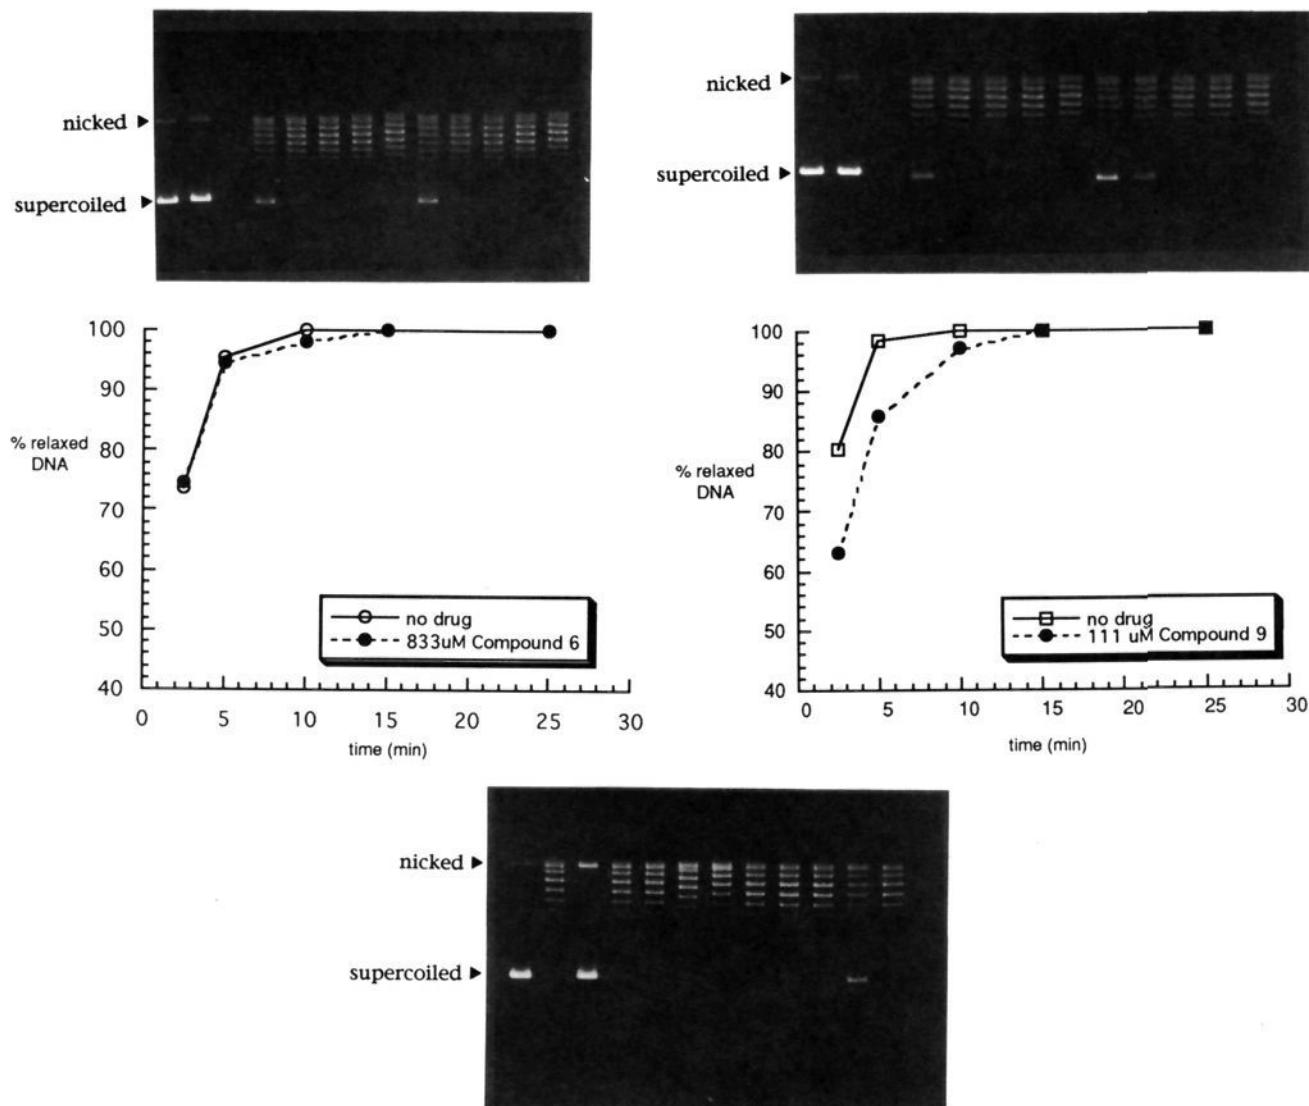 nicked
supercoiled
nicked
supercoiled
100
90
80
70
60
50
40
% relaxed
DNA
no drug
833uM Compound 6
0
5
10
15
20
25
30
time (min)
100
90
80
70
60
50
40
% relaxed
DNA
no drug
111 uM Compound 9
0
5
10
15
20
25
30
time (min)
nicked
supercoiled